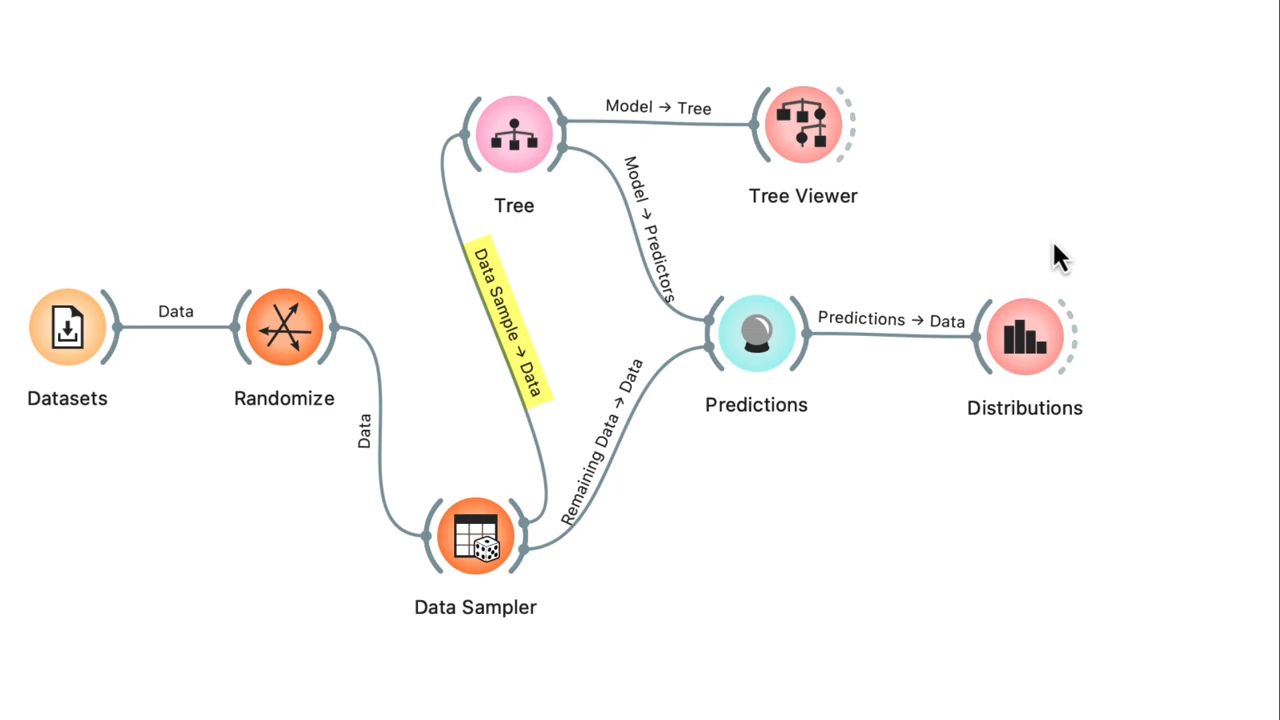 Model → Tree
Tree
Tree Viewer
Model → Predictors
Data Sample → Data
Data
Predictions → Data
Datasets
Randomize
Predictions
Distributions
Data
Remaining Data → Data
Data Sampler